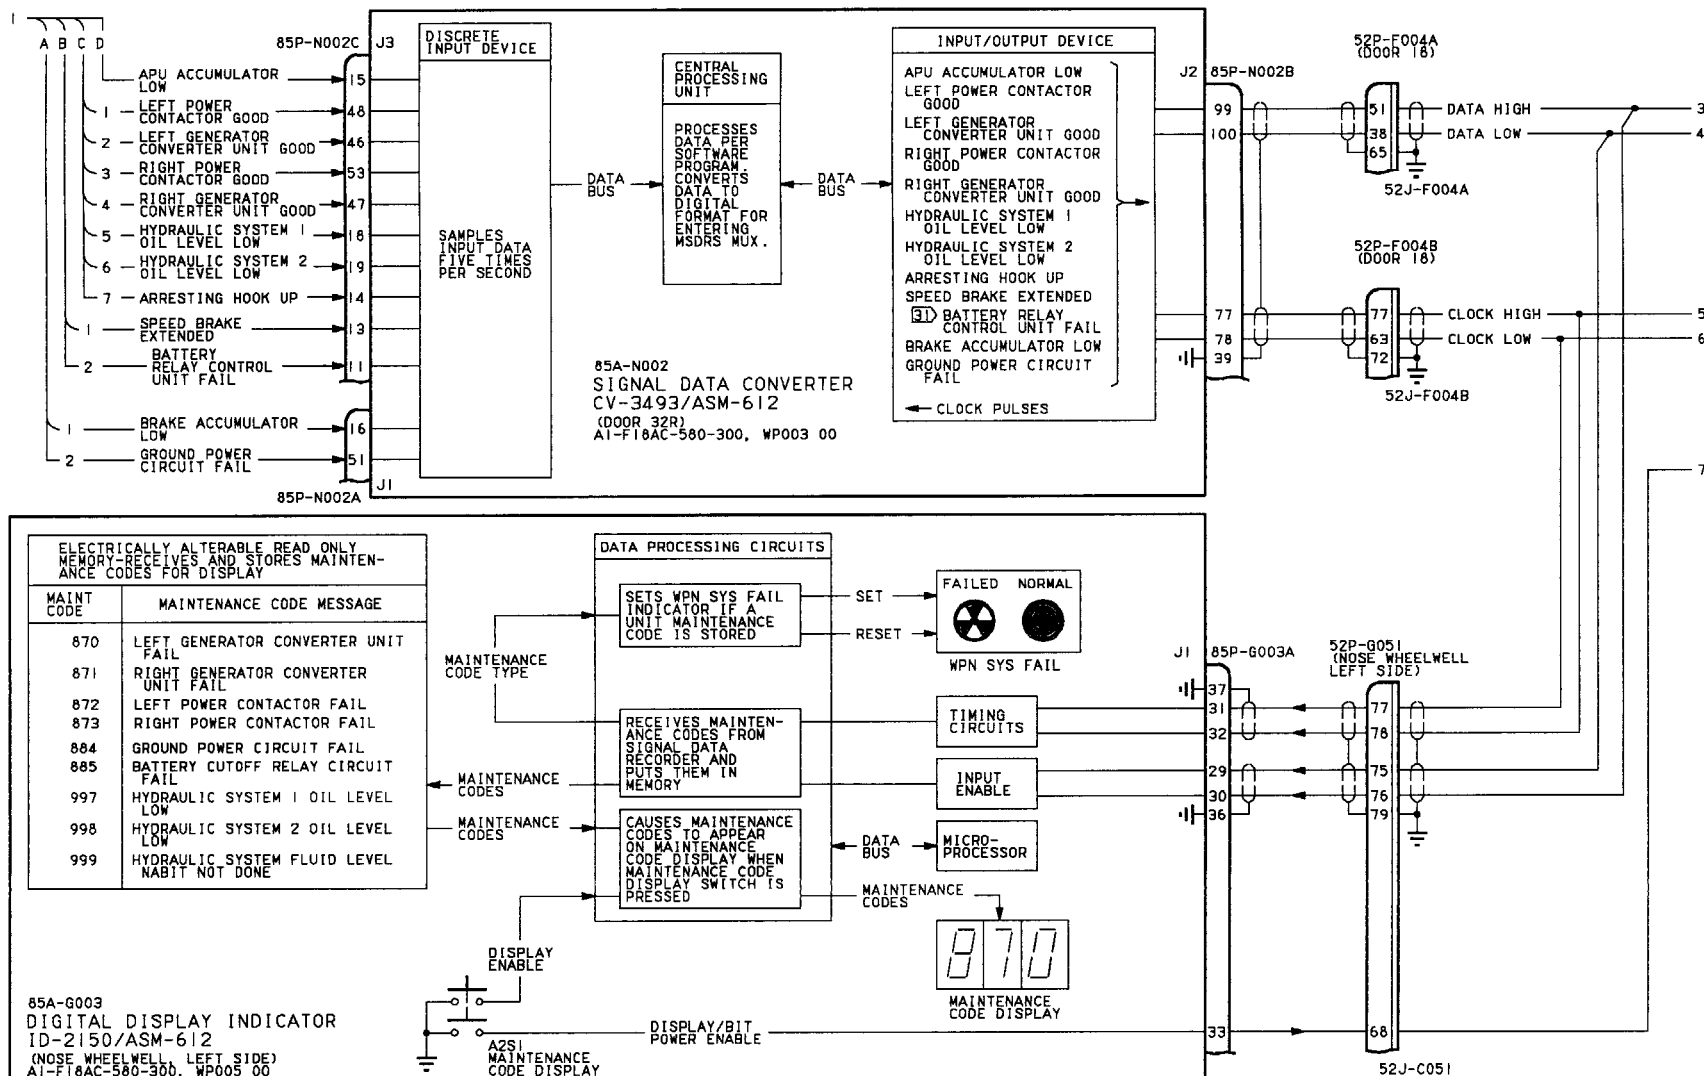 1
A B C D
85P-N002C J3
APU ACCUMULATOR
LOW
15
1 LEFT POWER
CONTACTOR GOOD
48
2 LEFT GENERATOR
CONVERTER UNIT GOOD
46
3 RIGHT POWER
CONTACTOR GOOD
53
4 RIGHT GENERATOR
CONVERTER UNIT GOOD
47
5 HYDRAULIC SYSTEM 1
OIL LEVEL LOW
18
6 HYDRAULIC SYSTEM 2
OIL LEVEL LOW
19
7 ARRESTING HOOK UP
14
1 SPEED BRAKE
EXTENDED
13
2 BATTERY
RELAY CONTROL
UNIT FAIL
11
1 BRAKE ACCUMULATOR
LOW
16
2 GROUND POWER
CIRCUIT FAIL
51
85P-N002A J1
DISCRETE
INPUT DEVICE
SAMPLES
INPUT DATA
FIVE TIMES
PER SECOND
DATA
BUS
CENTRAL
PROCESSING
UNIT
PROCESSES
DATA PER
SOFTWARE
PROGRAM.
CONVERTS
DATA TO
DIGITAL
FORMAT FOR
ENTERING
MSDRS MUX.
DATA
BUS
85A-N002
SIGNAL DATA CONVERTER
CV-3493/ASM-612
(DOOR 32R)
A1-F18AC-580-300, WP003 00
INPUT/OUTPUT DEVICE
APU ACCUMULATOR LOW
LEFT POWER CONTACTOR
GOOD
LEFT GENERATOR
CONVERTER UNIT GOOD
RIGHT POWER CONTACTOR
GOOD
RIGHT GENERATOR
CONVERTER UNIT GOOD
HYDRAULIC SYSTEM 1
OIL LEVEL LOW
HYDRAULIC SYSTEM 2
OIL LEVEL LOW
ARRESTING HOOK UP
SPEED BRAKE EXTENDED
31 BATTERY RELAY
CONTROL UNIT FAIL
BRAKE ACCUMULATOR LOW
GROUND POWER CIRCUIT
FAIL
CLOCK PULSES
J2 85P-N002B
99
100
77
78
39
52P-F004A
(DOOR 18)
51 DATA HIGH 3
38 DATA LOW 4
65
52J-F004A
52P-F004B
(DOOR 18)
77 CLOCK HIGH 5
63 CLOCK LOW 6
72
52J-F004B
7
ELECTRICALLY ALTERABLE READ ONLY
MEMORY-RECEIVES AND STORES MAINTEN-
ANCE CODES FOR DISPLAY
MAINT
CODE
MAINTENANCE CODE MESSAGE
870 LEFT GENERATOR CONVERTER UNIT
FAIL
871 RIGHT GENERATOR CONVERTER
UNIT FAIL
872 LEFT POWER CONTACTOR FAIL
873 RIGHT POWER CONTACTOR FAIL
884 GROUND POWER CIRCUIT FAIL
885 BATTERY CUTOFF RELAY CIRCUIT
FAIL
997 HYDRAULIC SYSTEM 1 OIL LEVEL
LOW
998 HYDRAULIC SYSTEM 2 OIL LEVEL
LOW
999 HYDRAULIC SYSTEM FLUID LEVEL
NABIT NOT DONE
MAINTENANCE
CODE TYPE
MAINTENANCE
CODES
MAINTENANCE
CODES
DISPLAY
ENABLE
DATA PROCESSING CIRCUITS
SETS WPN SYS FAIL
INDICATOR IF A
UNIT MAINTENANCE
CODE IS STORED
RECEIVES MAINTEN-
ANCE CODES FROM
SIGNAL DATA
RECORDER AND
PUTS THEM IN
MEMORY
CAUSES MAINTENANCE
CODES TO APPEAR
ON MAINTENANCE
CODE DISPLAY WHEN
MAINTENANCE CODE
DISPLAY SWITCH IS
PRESSED
SET
RESET
FAILED NORMAL
WPN SYS FAIL
TIMING
CIRCUITS
INPUT
ENABLE
DATA
BUS
MICRO-
PROCESSOR
MAINTENANCE
CODES
870
MAINTENANCE
CODE DISPLAY
J1 85P-G003A
37
31
32
29
30
36
33
52P-G051
(NOSE WHEELWELL
LEFT SIDE)
77
78
75
76
79
68
52J-C051
85A-G003
DIGITAL DISPLAY INDICATOR
ID-2150/ASM-612
(NOSE WHEELWELL, LEFT SIDE)
A1-F18AC-580-300, WP005 00
A2S1
MAINTENANCE
CODE DISPLAY
DISPLAY/BIT
POWER ENABLE